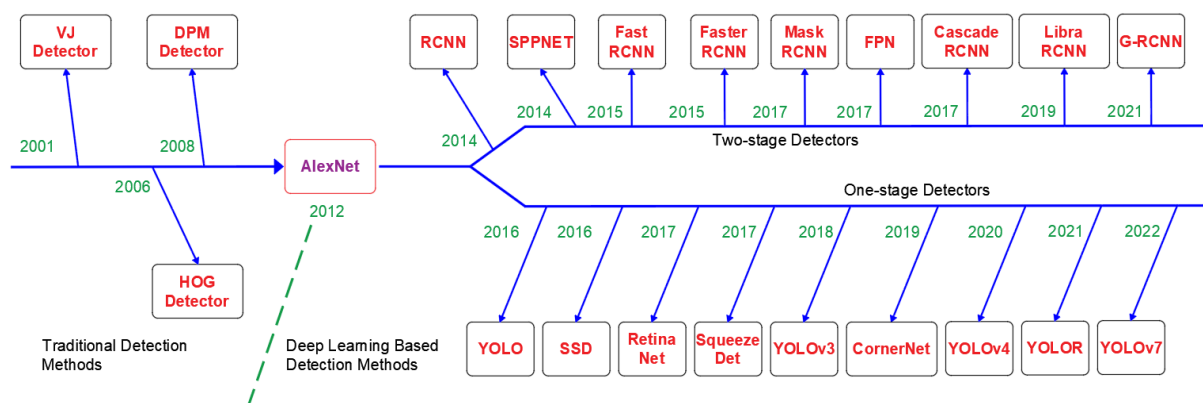 VJ
Detector
DPM
Detector
RCNN
SPPNET
Fast
RCNN
Faster
RCNN
Mask
RCNN
FPN
Cascade
RCNN
Libra
RCNN
G-RCNN
2001
2008
2006
AlexNet
2012
2014
2014
2015
2015
2017
2017
2017
2019
2021
Two-stage Detectors
One-stage Detectors
2016
2016
2017
2017
2018
2019
2020
2021
2022
HOG
Detector
YOLO
SSD
Retina
Net
Squeeze
Det
YOLOv3
CornerNet
YOLOv4
YOLOR
YOLOv7
Traditional Detection
Methods
Deep Learning Based
Detection Methods